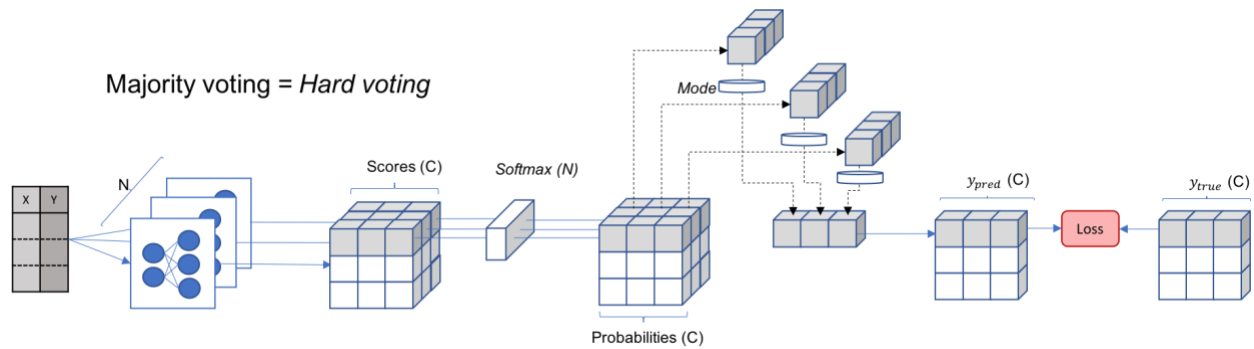 Majority voting = Hard voting
Mode
N
Scores (C)
Softmax (N)
y_pred (C)
y_true (C)
X Y
Loss
Probabilities (C)